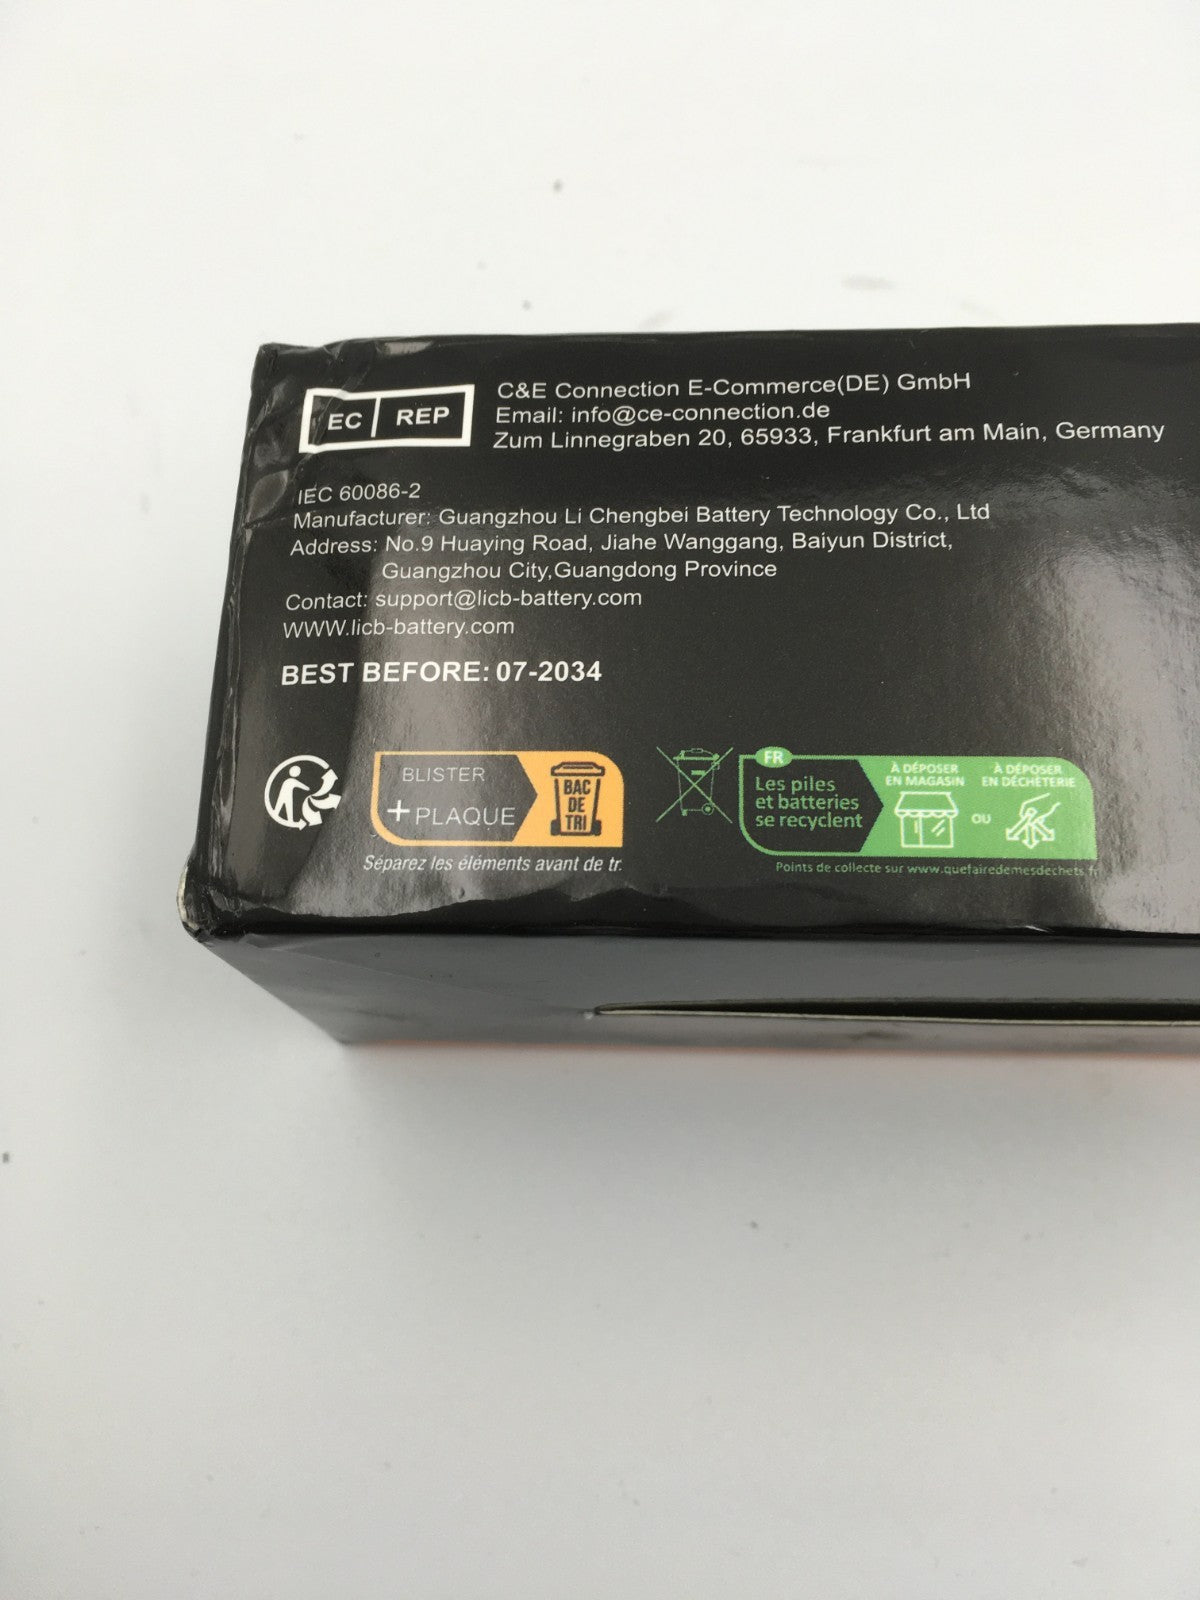 EC REP
C&E Connection E-Commerce(DE) GmbH
Email: info@ce-connection.de
Zum Linnegraben 20, 65933, Frankfurt am Main, Germany
IEC 60086-2
Manufacturer: Guangzhou Li Chengbei Battery Technology Co., Ltd
Address: No.9 Huaying Road, Jiahe Wanggang, Baiyun District,
Guangzhou City,Guangdong Province
Contact: support@licb-battery.com
WWW.licb-battery.com
BEST BEFORE: 07-2034
BLISTER
+ PLAQUE
BAC
DE
TRI
Séparez les éléments avant de tr.
FR
Les piles
et batteries
se recyclent
À DÉPOSER
EN MAGASIN
OU
À DÉPOSER
EN DÉCHÈTERIE
Points de collecte sur www.quefairedemesdechets.fr